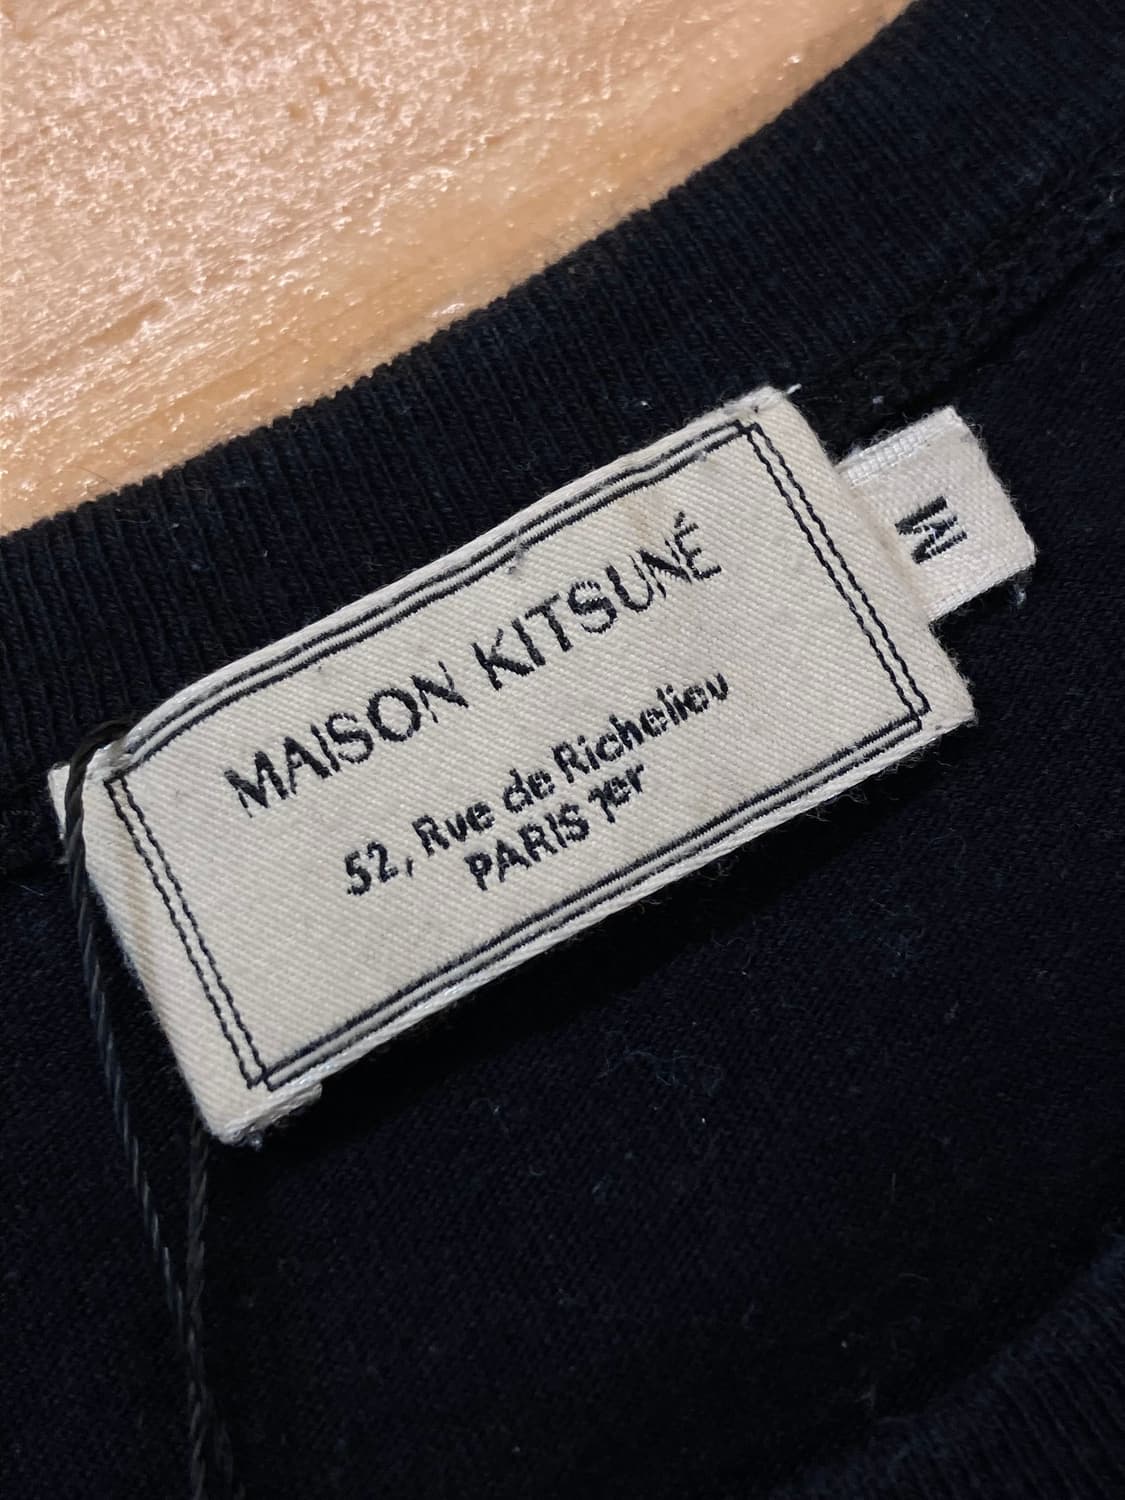 MAISON KITSUNÉ
52, Rue de Richelieu
PARIS 1er
M